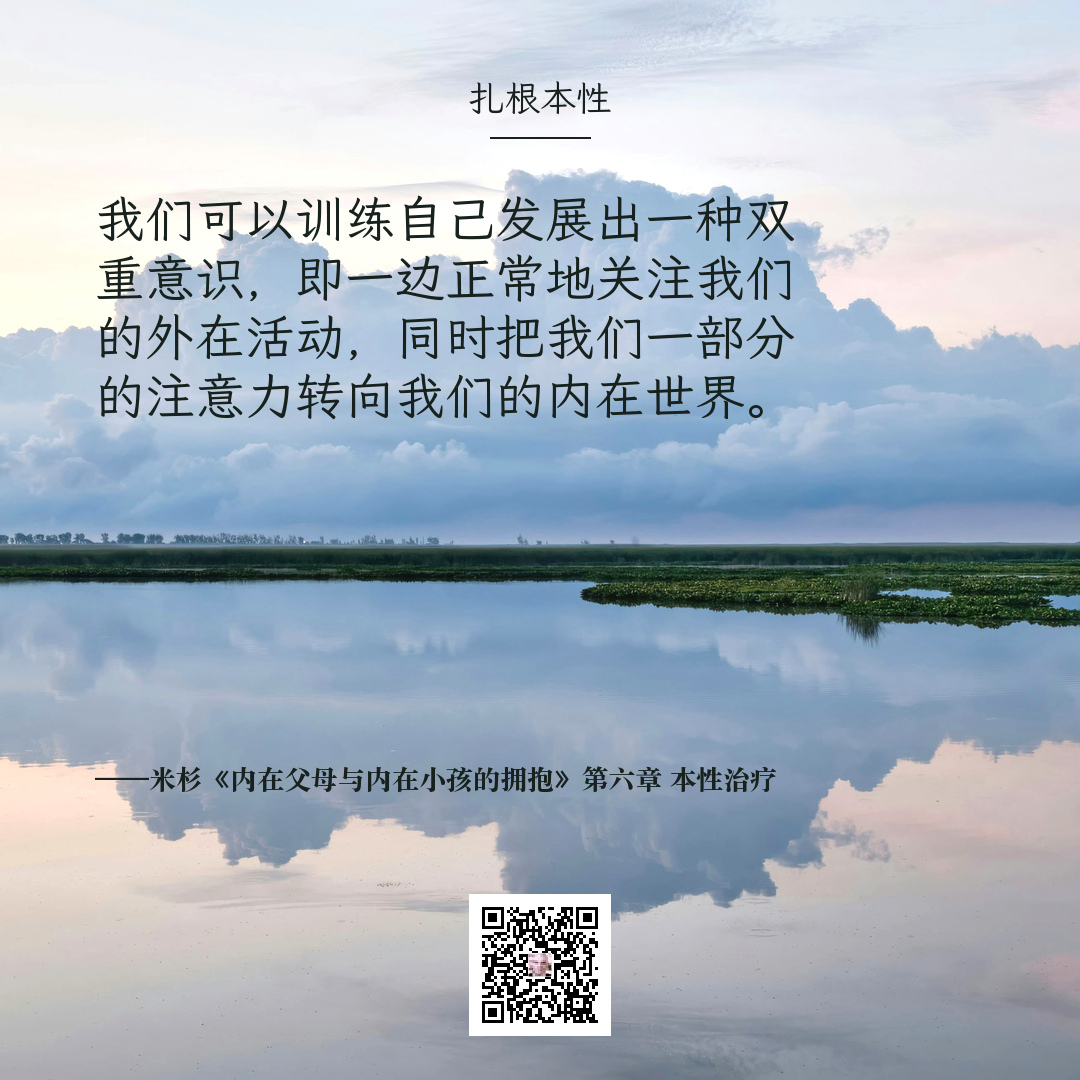 扎根本性
我们可以训练自己发展出一种双
重意识，即一边正常地关注我们
的外在活动，同时把我们一部分
的注意力转向我们的内在世界。
——米杉《内在父母与内在小孩的拥抱》第六章 本性治疗